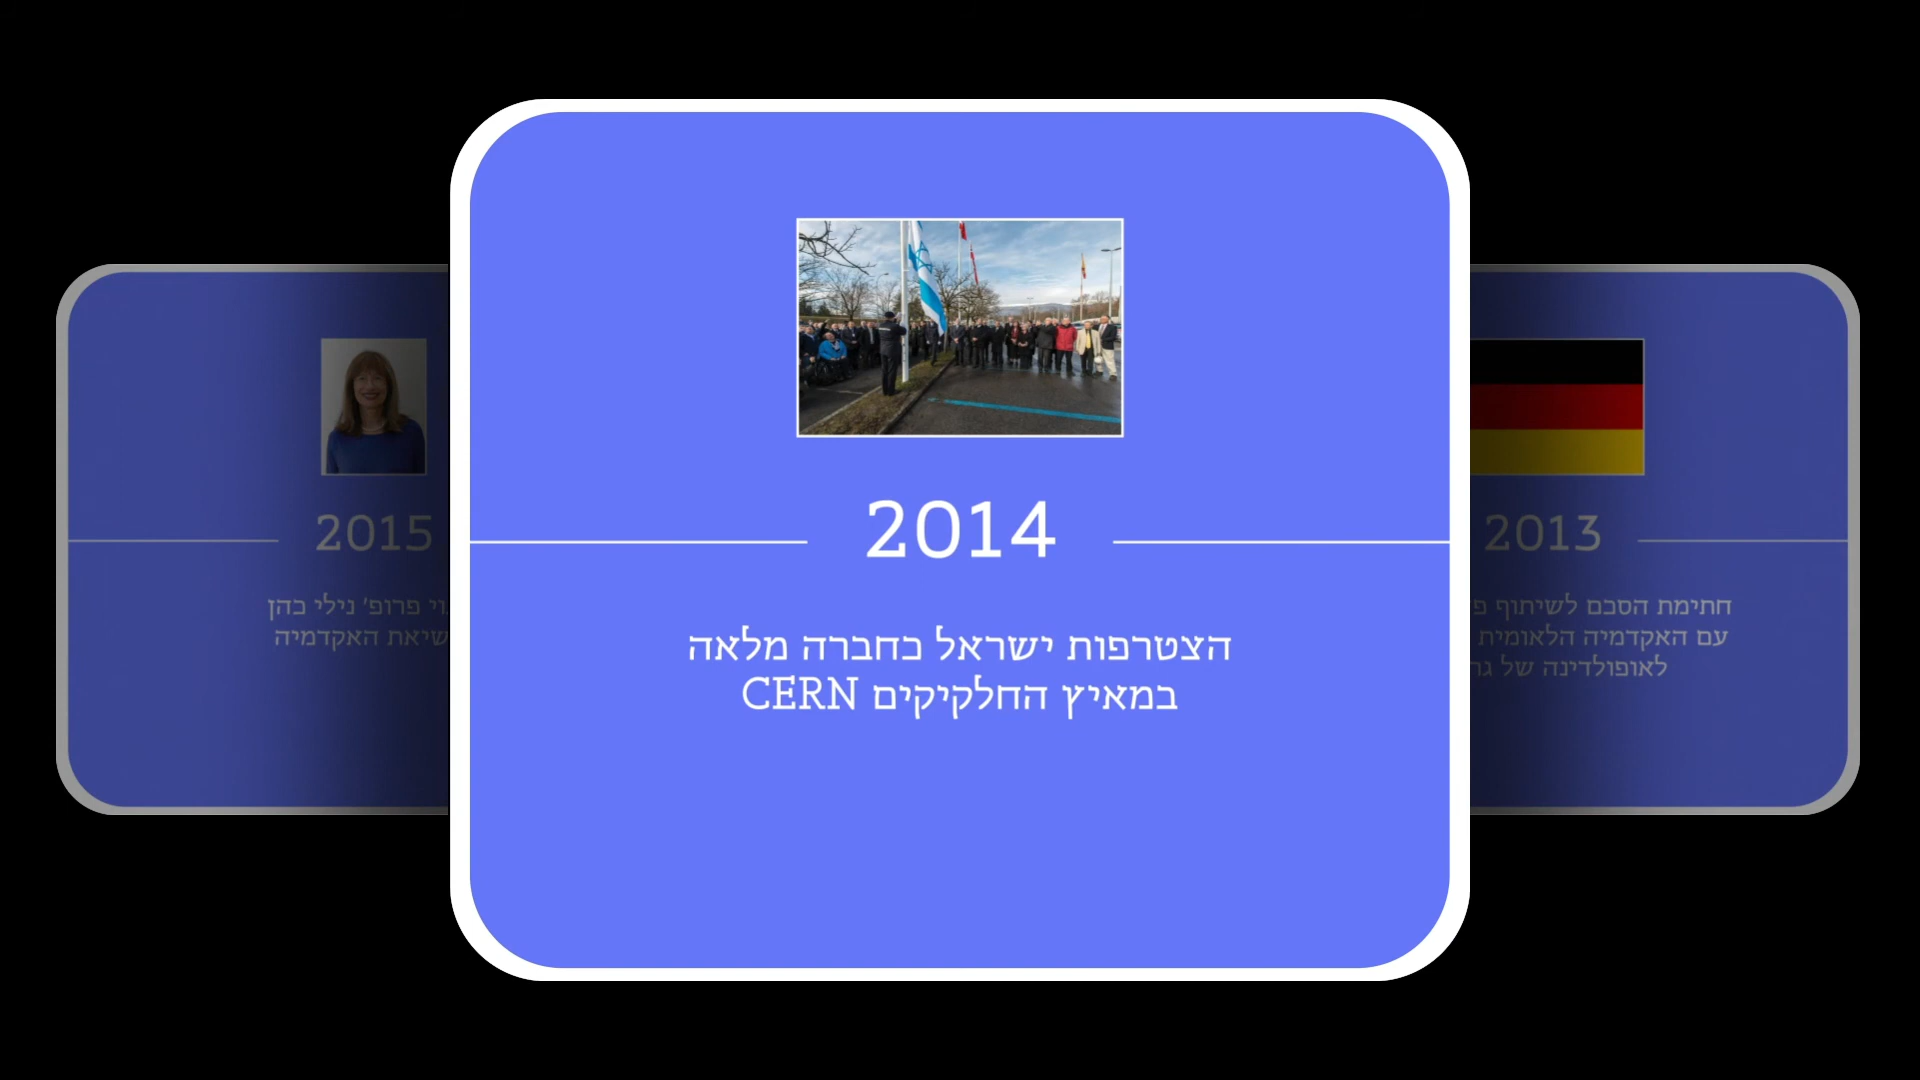 2014
הצטרפות ישראל כחברה מלאה
במאיץ החלקיקים CERN
2013
חתימת הסכם לשיתוף
עם האקדמיה הלאומית
לאופולדינה של
2015
פרופ' נילי כהן
האקדמיה